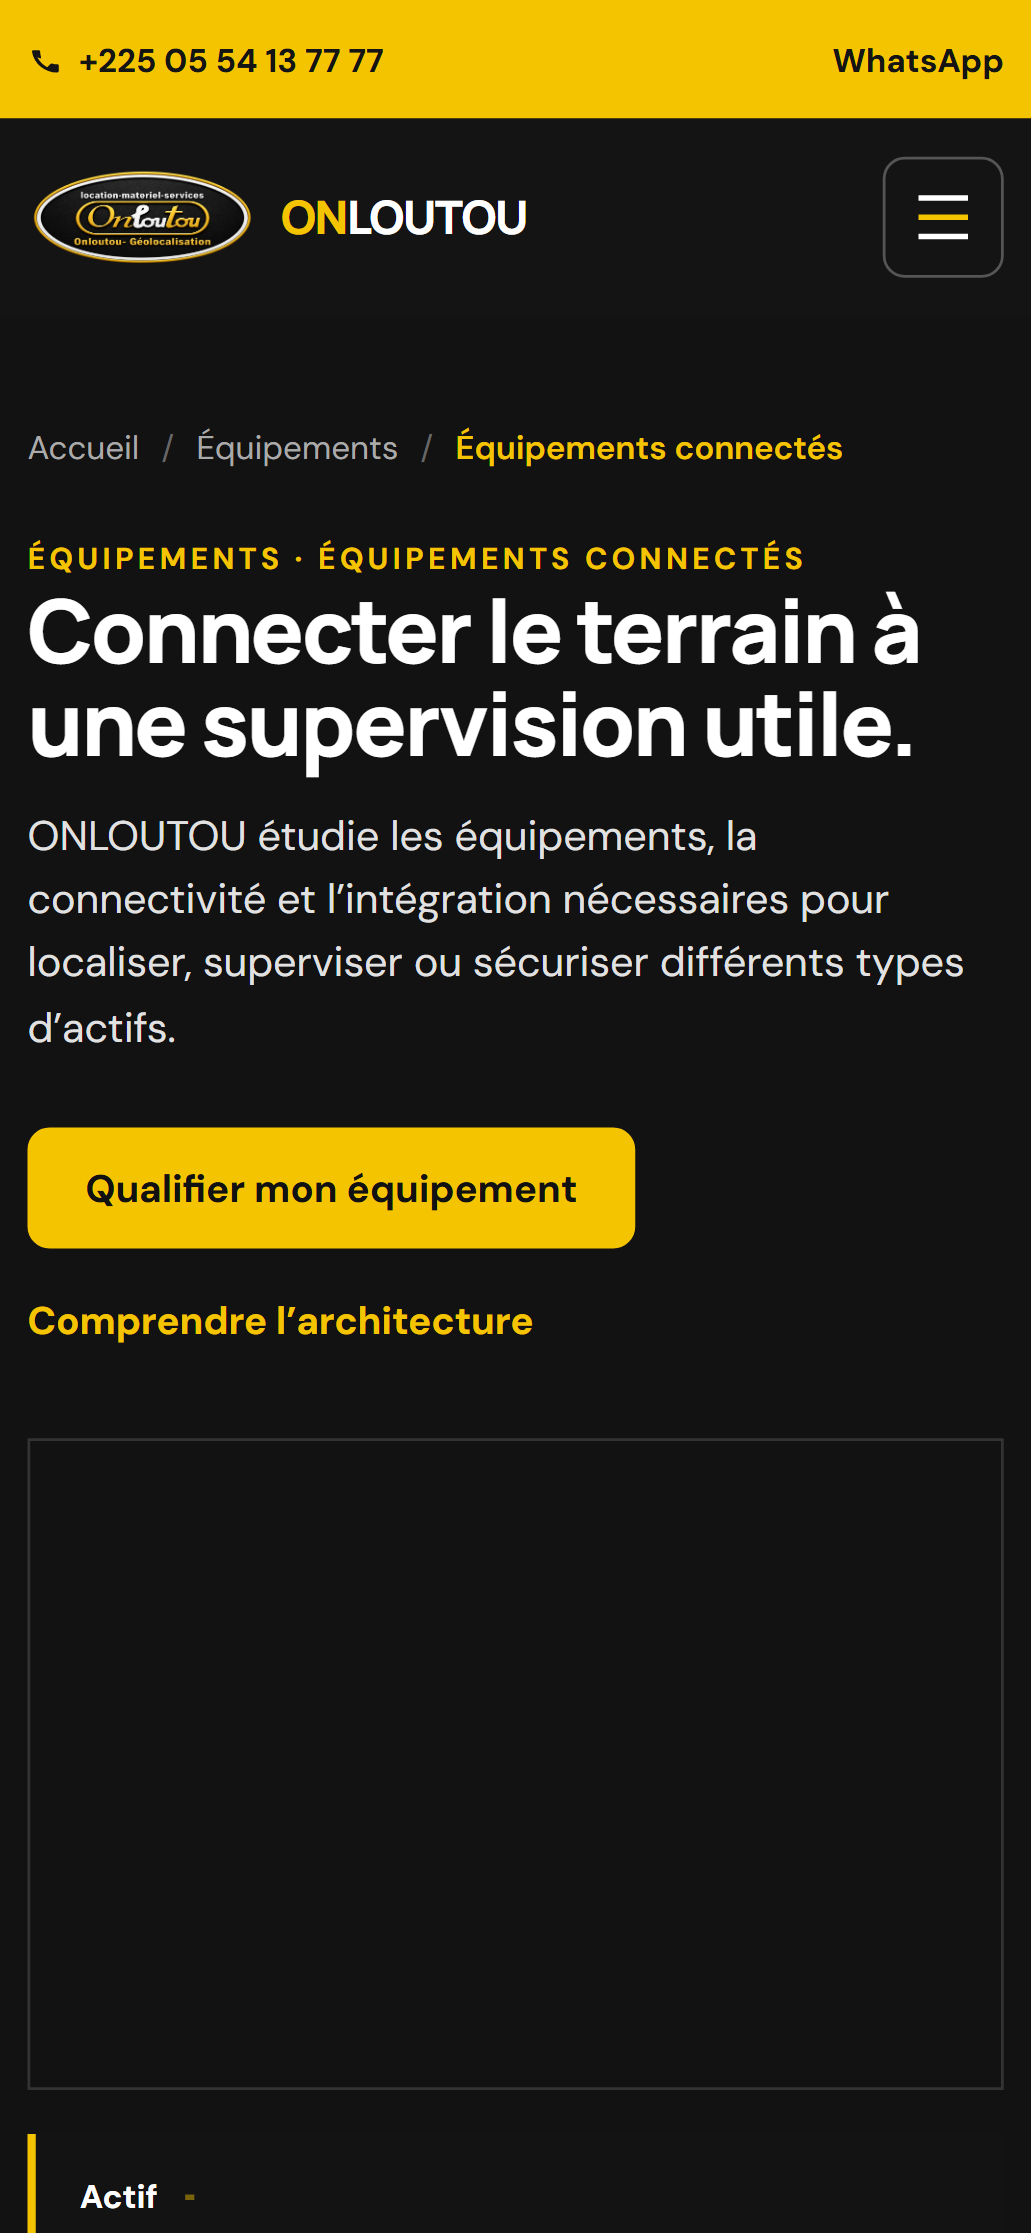 +225 05 54 13 77 77
WhatsApp
location-materiel-services
Onloutou
Onloutou- Géolocalisation
ONLOUTOU
Accueil / Équipements / Équipements connectés
ÉQUIPEMENTS · ÉQUIPEMENTS CONNECTÉS
Connecter le terrain à
une supervision utile.
ONLOUTOU étudie les équipements, la
connectivité et l’intégration nécessaires pour
localiser, superviser ou sécuriser différents types
d’actifs.
Qualifier mon équipement
Comprendre l’architecture
Actif -